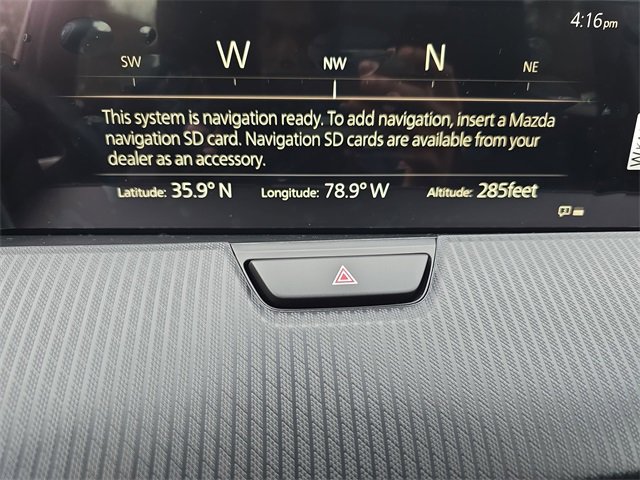 4:16pm
SW W NW N NE
This system is navigation ready. To add navigation, insert a Mazda
navigation SD card. Navigation SD cards are available from your
dealer as an accessory.
Latitude: 35.9° N Longitude: 78.9° W Altitude: 285feet